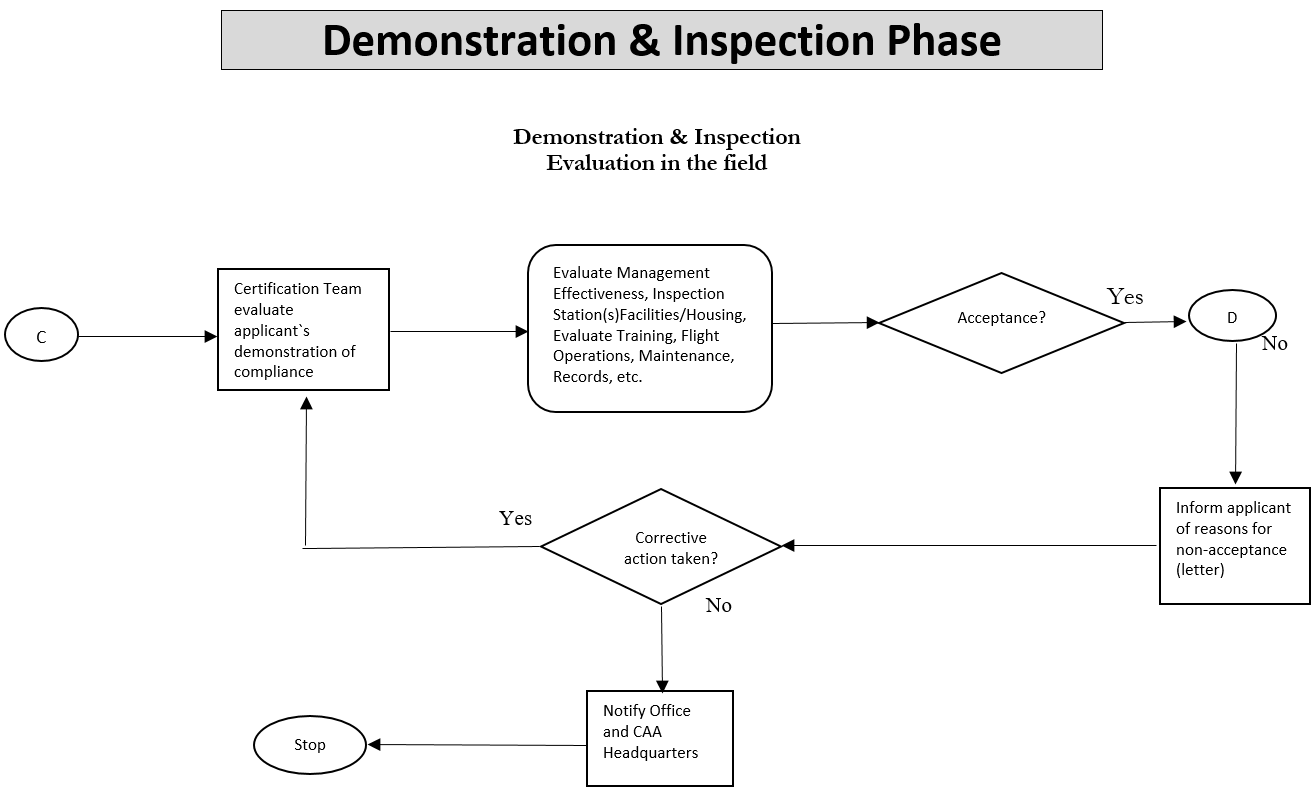 Demonstration & Inspection Phase
Demonstration & Inspection
Evaluation in the field
C
Certification Team
evaluate
applicant`s
demonstration of
compliance
Evaluate Management
Effectiveness, Inspection
Station(s)Facilities/Housing,
Evaluate Training, Flight
Operations, Maintenance,
Records, etc.
Acceptance?
Yes
D
No
Inform applicant
of reasons for
non-acceptance
(letter)
Corrective
action taken?
Yes
No
Notify Office
and CAA
Headquarters
Stop